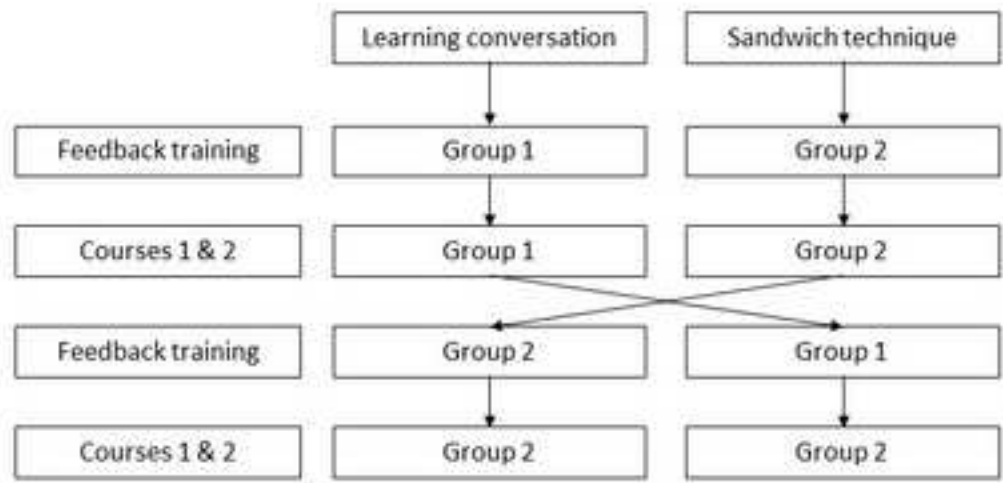 Learning conversation
Sandwich technique
Feedback training
Group 1
Group 2
Courses 1 & 2
Group 1
Group 2
Feedback training
Group 2
Group 1
Courses 1 & 2
Group 2
Group 2